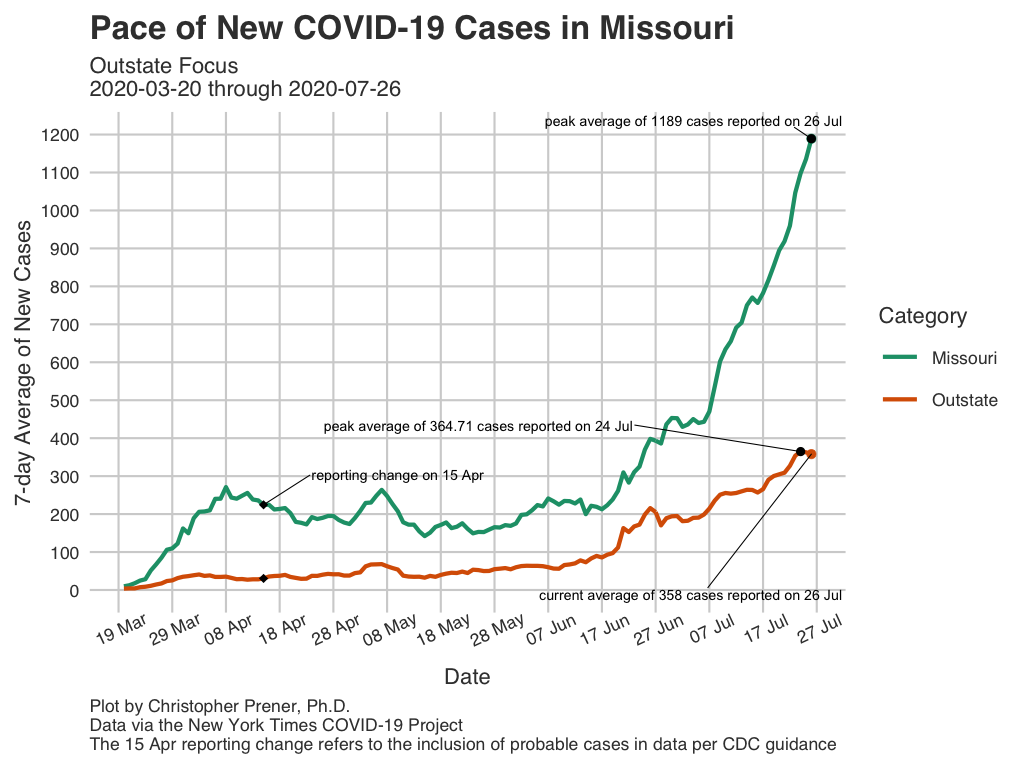 Pace of New COVID-19 Cases in Missouri
Outstate Focus
2020-03-20 through 2020-07-26
7-day Average of New Cases
1200
1100
1000
900
800
700
600
500
400
300
200
100
0
peak average of 1189 cases reported on 26 Jul
peak average of 364.71 cases reported on 24 Jul
reporting change on 15 Apr
current average of 358 cases reported on 26 Jul
19 Mar
29 Mar
08 Apr
18 Apr
28 Apr
08 May
18 May
28 May
07 Jun
17 Jun
27 Jun
07 Jul
17 Jul
27 Jul
Date
Category
Missouri
Outstate
Plot by Christopher Prener, Ph.D.
Data via the New York Times COVID-19 Project
The 15 Apr reporting change refers to the inclusion of probable cases in data per CDC guidance